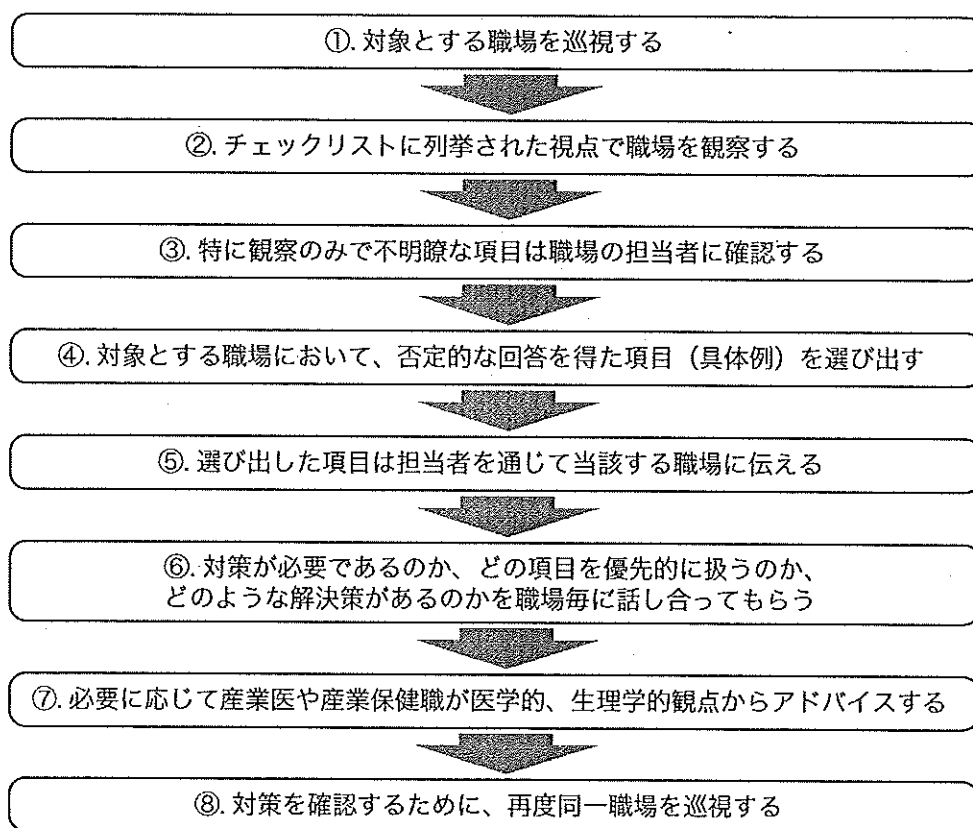 ①. 対象とする職場を巡視する
②. チェックリストに列挙された視点で職場を観察する
③. 特に観察のみで不明瞭な項目は職場の担当者に確認する
④. 対象とする職場において、否定的な回答を得た項目（具体例）を選び出す
⑤. 選び出した項目は担当者を通じて当該する職場に伝える
⑥. 対策が必要であるのか、どの項目を優先的に扱うのか、
どのような解決策があるのかを職場毎に話し合ってもらう
⑦. 必要に応じて産業医や産業保健職が医学的、生理学的観点からアドバイスする
⑧. 対策を確認するために、再度同一職場を巡視する